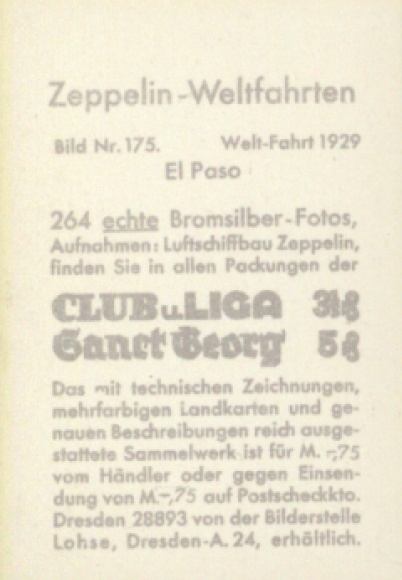 Zeppelin-Weltfahrten
Bild Nr. 175. Welt-Fahrt 1929
El Paso
264 echte Bromsilber-Fotos,
Aufnahmen: Luftschiffbau Zeppelin,
finden Sie in allen Packungen der
CLUB u. LIGA 3⅓ ₰
Sanct Georg 5 ₰
Das mit technischen Zeichnungen,
mehrfarbigen Landkarten und ge-
nauen Beschreibungen reich ausge-
stattete Sammelwerk ist für M. -,75
vom Händler oder gegen Einsen-
dung von M.-,75 auf Postscheckkto.
Dresden 28893 von der Bilderstelle
Lohse, Dresden-A. 24, erhältlich.